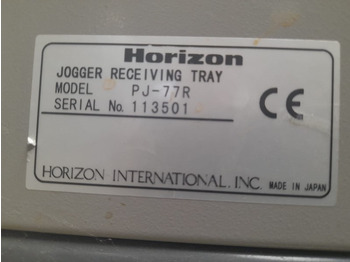 Horizon
JOGGER RECEIVING TRAY
MODEL PJ-77R
SERIAL No. 113501
CE
HORIZON INTERNATIONAL, INC. MADE IN JAPAN